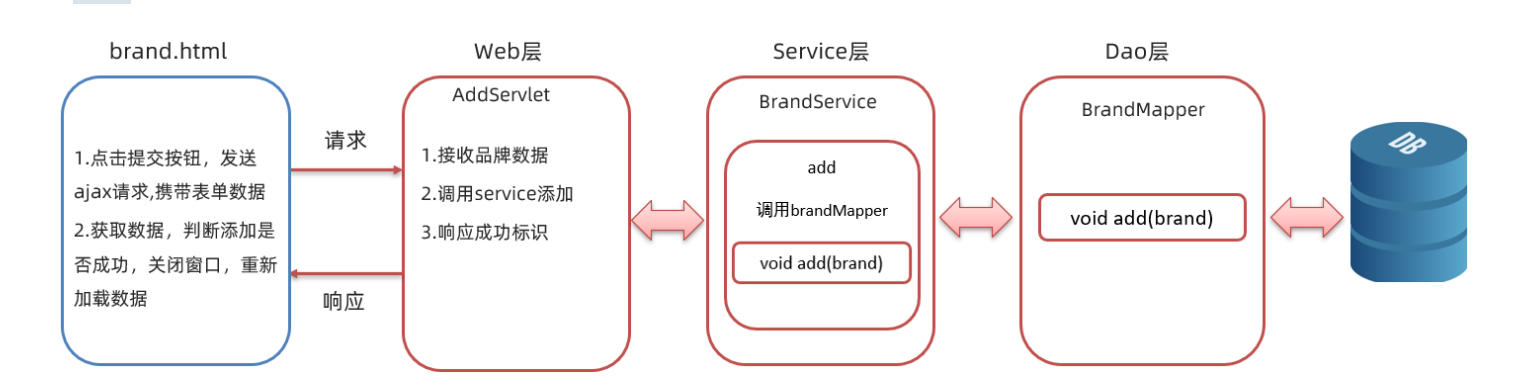 brand.html
1.点击提交按钮，发送
ajax请求,携带表单数据
2.获取数据，判断添加是
否成功，关闭窗口，重新
加载数据
请求
响应
Web层
AddServlet
1.接收品牌数据
2.调用service添加
3.响应成功标识
Service层
BrandService
add
调用brandMapper
void add(brand)
Dao层
BrandMapper
void add(brand)
DB